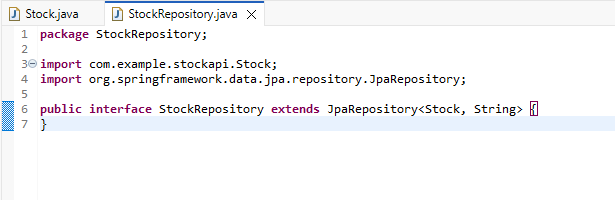 Stock.java StockRepository.java
1 package StockRepository;
2
3 import com.example.stockapi.Stock;
4 import org.springframework.data.jpa.repository.JpaRepository;
5
6 public interface StockRepository extends JpaRepository<Stock, String> {
7 }